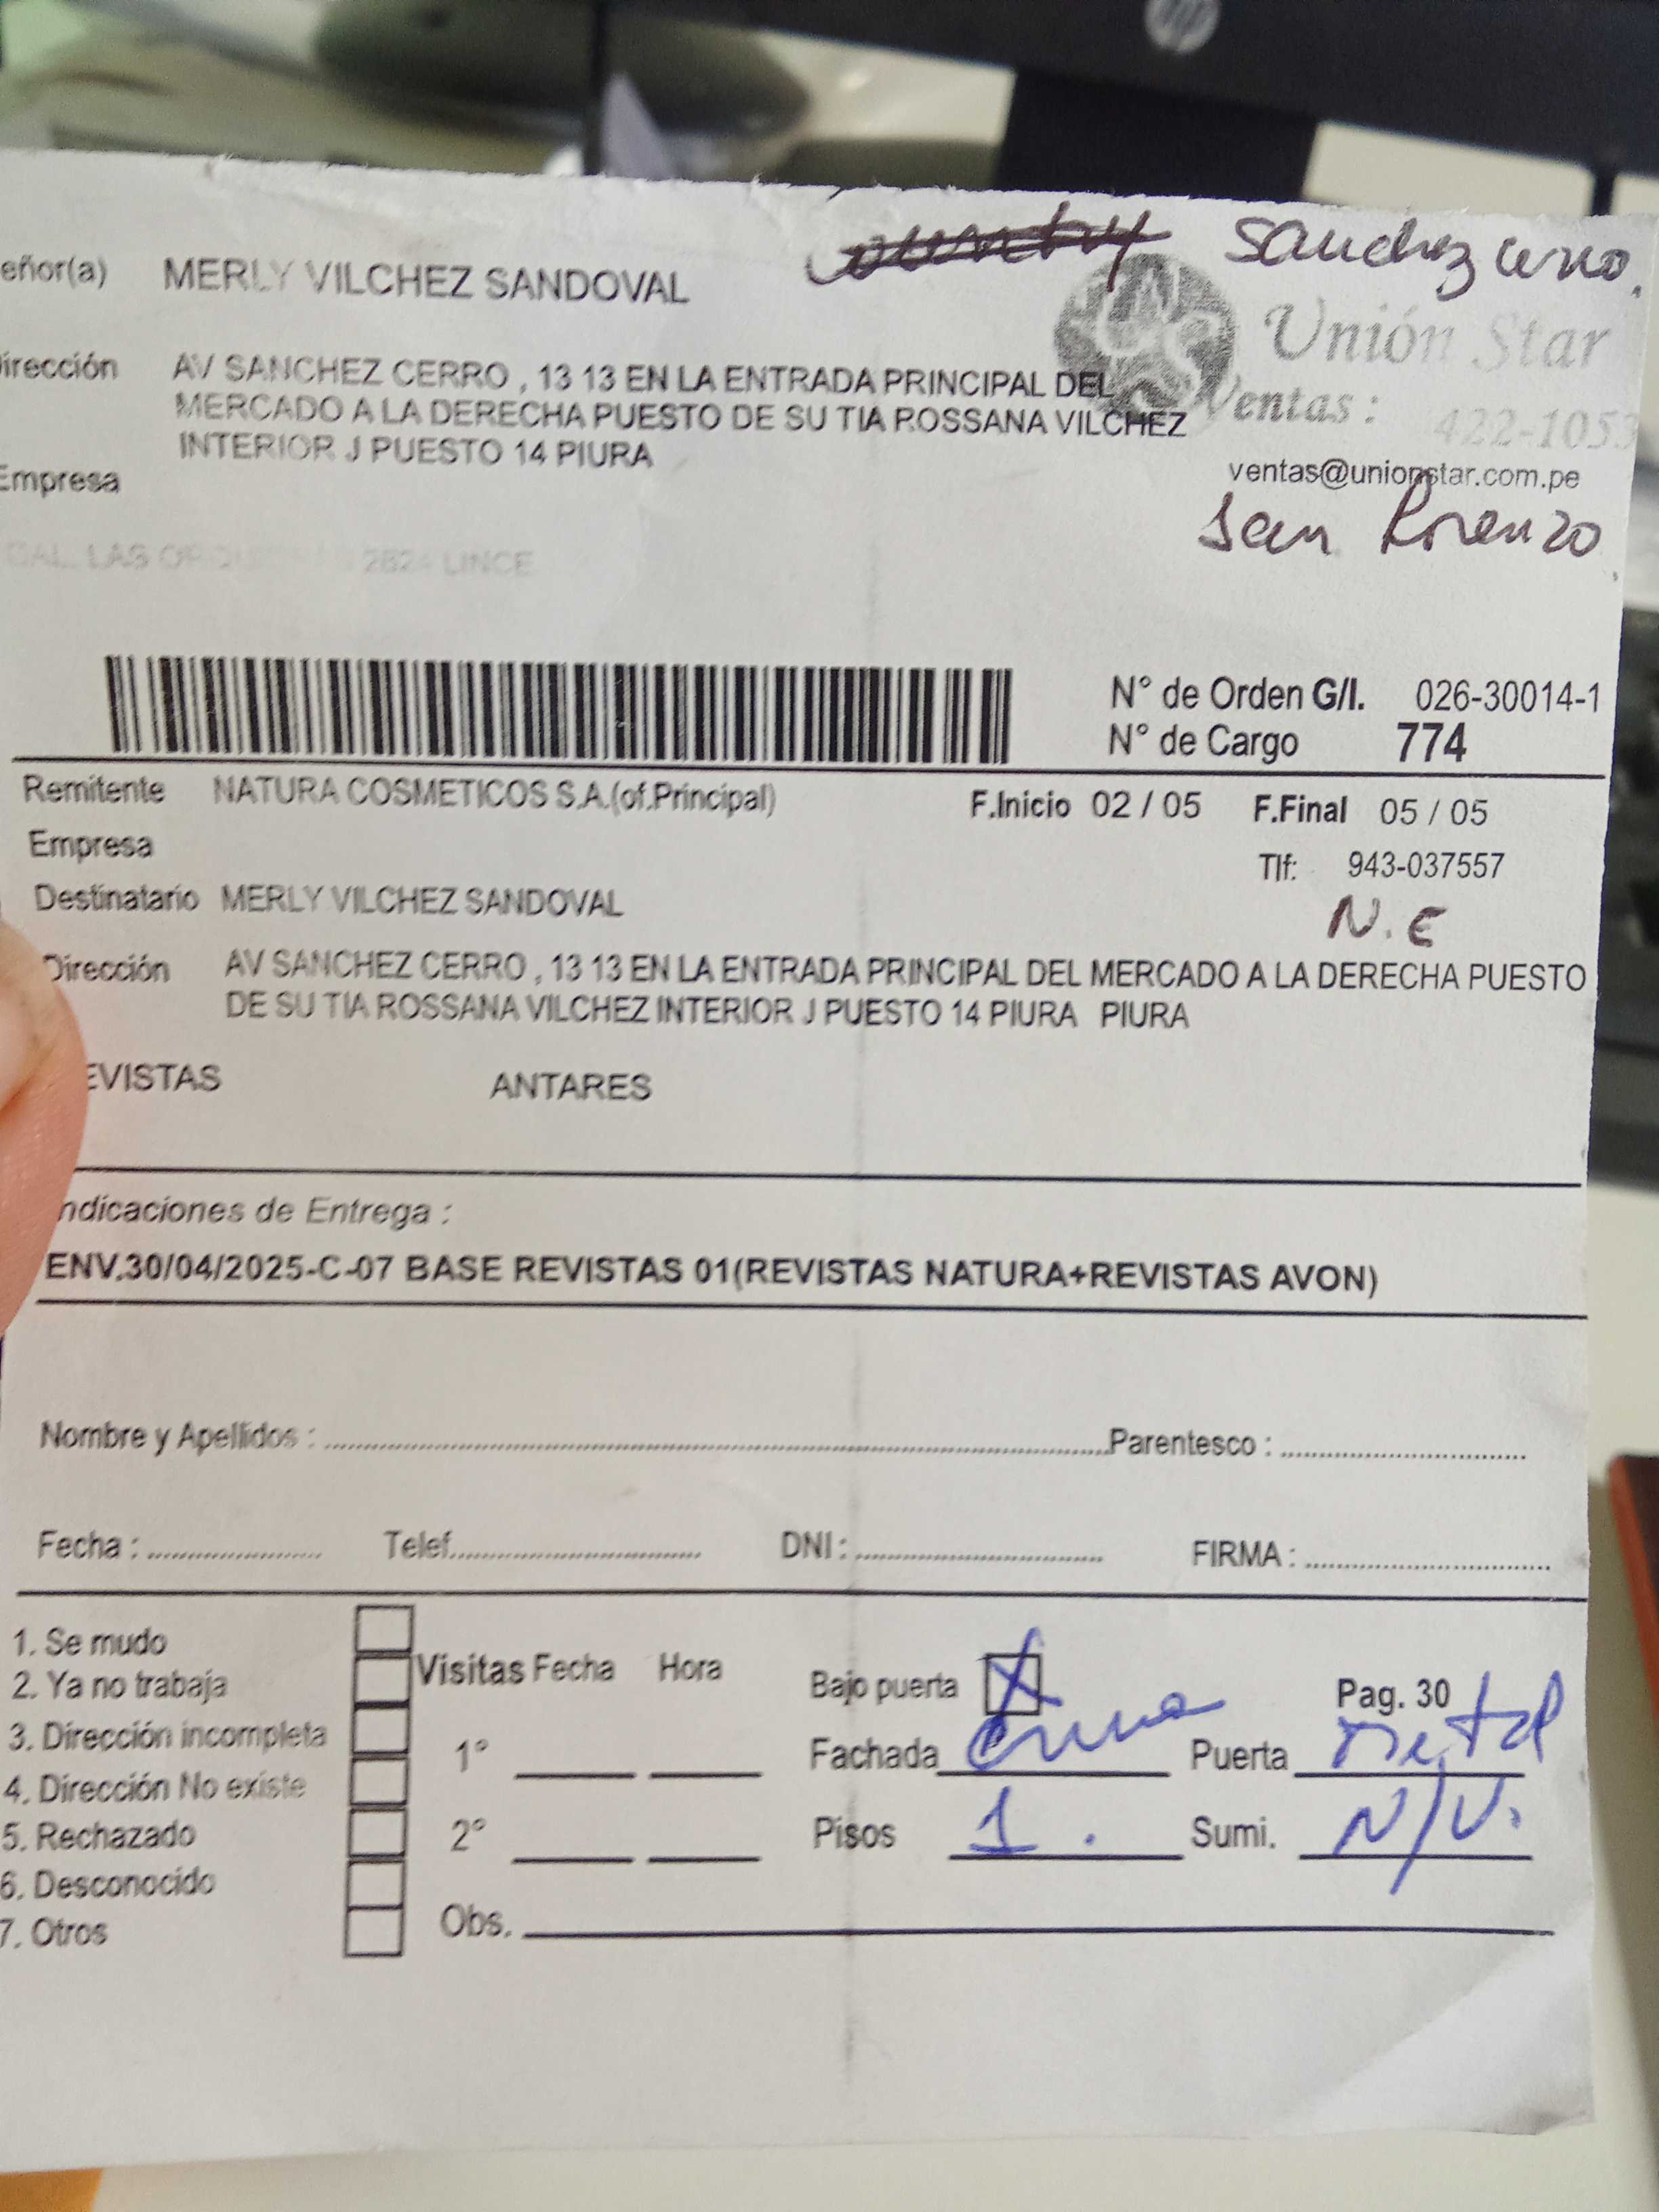 hp
Sanchez Cerro.
eñor(a) MERLY VILCHEZ SANDOVAL
Unión Star
irección AV SANCHEZ CERRO , 13 13 EN LA ENTRADA PRINCIPAL DEL
MERCADO A LA DERECHA PUESTO DE SU TIA ROSSANA VILCHEZ
INTERIOR J PUESTO 14 PIURA
Ventas : 422-1053
ventas@unionstar.com.pe
Empresa
San Lorenzo
CAL. LAS LINCE
N° de Orden G/I. 026-30014-1
N° de Cargo 774
Remitente NATURA COSMETICOS S.A.(of.Principal) F.Inicio 02 / 05 F.Final 05 / 05
Empresa Tlf: 943-037557
N.E
Destinatario MERLY VILCHEZ SANDOVAL
Dirección AV SANCHEZ CERRO , 13 13 EN LA ENTRADA PRINCIPAL DEL MERCADO A LA DERECHA PUESTO
DE SU TIA ROSSANA VILCHEZ INTERIOR J PUESTO 14 PIURA PIURA
EVISTAS ANTARES
ndicaciones de Entrega :
ENV.30/04/2025-C-07 BASE REVISTAS 01(REVISTAS NATURA+REVISTAS AVON)
Nombre y Apellidos : Parentesco :
Fecha : Telef. DNI : FIRMA :
1. Se mudo
2. Ya no trabaja
3. Dirección incompleta
4. Dirección No existe
5. Rechazado
6. Desconocido
7. Otros
Visitas Fecha Hora
1°
2°
Obs.
Bajo puerta X Pag. 30
Fachada Puerta metal
Pisos 1. Sumi. N/V.